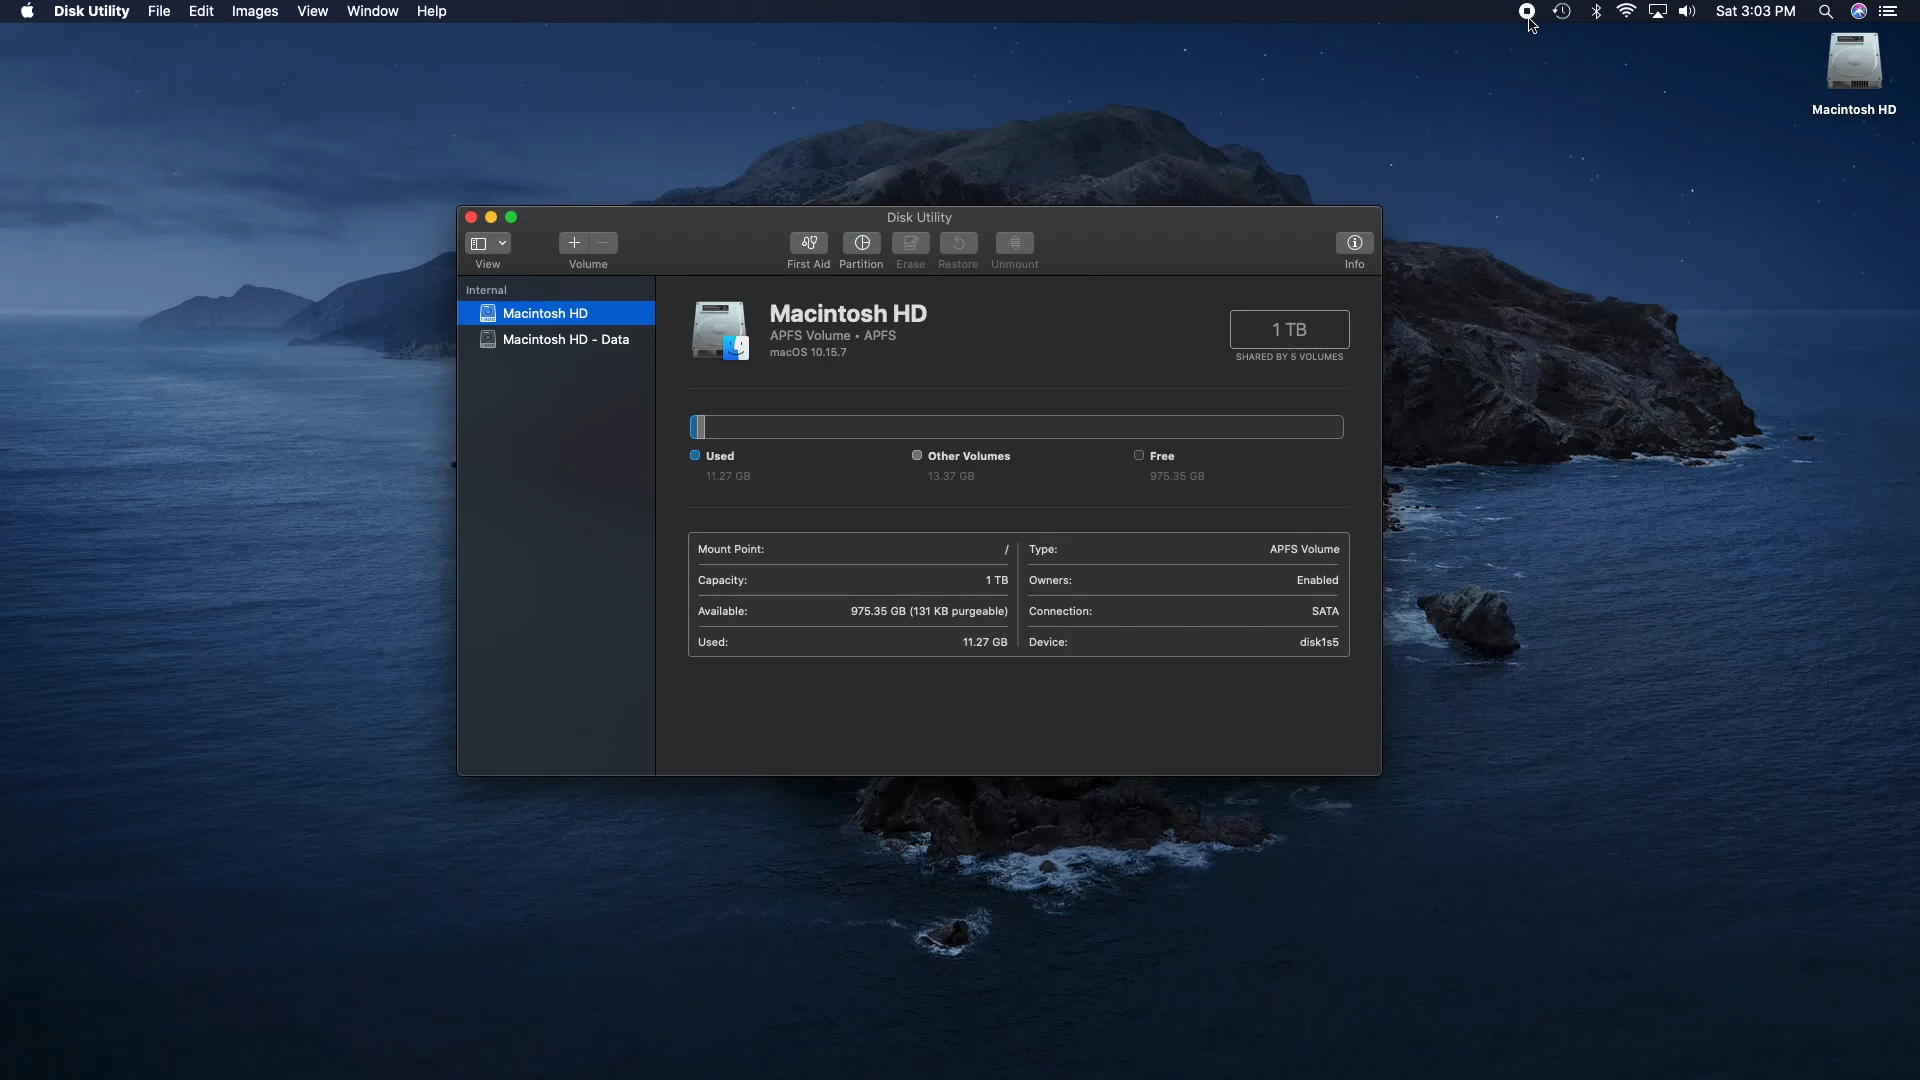 Disk Utility File Edit Images View Window Help Sat 3:03 PM
Macintosh HD
Disk Utility
View Volume First Aid Partition Erase Restore Unmount Info
Internal
Macintosh HD
Macintosh HD - Data
Macintosh HD
APFS Volume • APFS
macOS 10.15.7
1 TB
SHARED BY 5 VOLUMES
Used
11.27 GB
Other Volumes
13.37 GB
Free
975.35 GB
Mount Point: /
Capacity: 1 TB
Available: 975.35 GB (131 KB purgeable)
Used: 11.27 GB
Type: APFS Volume
Owners: Enabled
Connection: SATA
Device: disk1s5